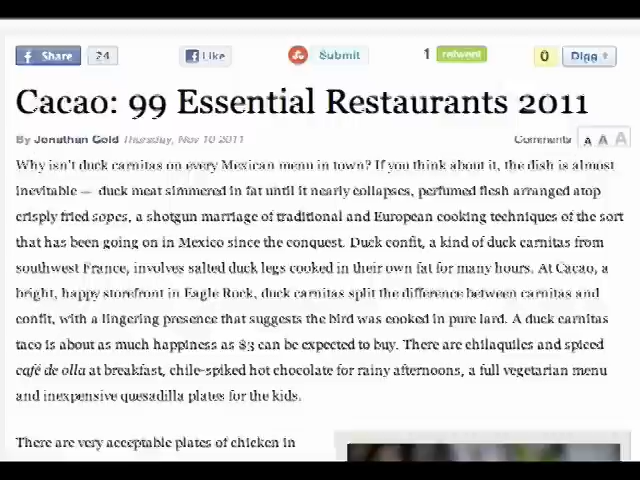 Share 24 Like Submit 1 retweet 0 Digg
Cacao: 99 Essential Restaurants 2011
By Jonathan Gold Thursday, Nov 10 2011 Comments A A A
Why isn't duck carnitas on every Mexican menu in town? If you think about it, the dish is almost
inevitable — duck meat simmered in fat until it nearly collapses, perfumed flesh arranged atop
crisply fried sopes, a shotgun marriage of traditional and European cooking techniques of the sort
that has been going on in Mexico since the conquest. Duck confit, a kind of duck carnitas from
southwest France, involves salted duck legs cooked in their own fat for many hours. At Cacao, a
bright, happy storefront in Eagle Rock, duck carnitas split the difference between carnitas and
confit, with a lingering presence that suggests the bird was cooked in pure lard. A duck carnitas
taco is about as much happiness as $3 can be expected to buy. There are chilaquiles and spiced
café de olla at breakfast, chile-spiked hot chocolate for rainy afternoons, a full vegetarian menu
and inexpensive quesadilla plates for the kids.
There are very acceptable plates of chicken in